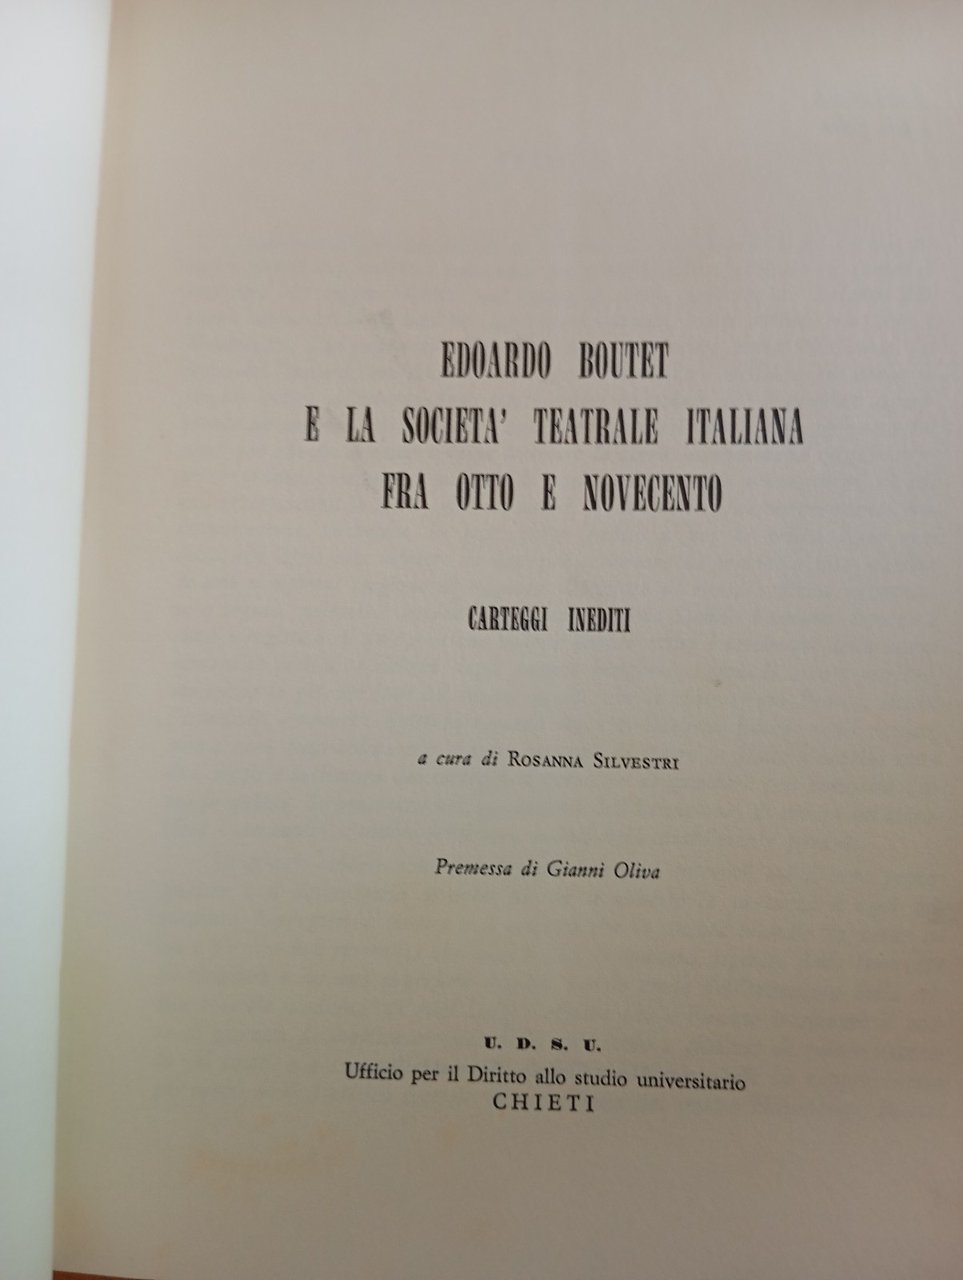 EDOARDO BOUTET
E LA SOCIETA' TEATRALE ITALIANA
FRA OTTO E NOVECENTO
CARTEGGI INEDITI
a cura di ROSANNA SILVESTRI
Premessa di Gianni Oliva
U. D. S. U.
Ufficio per il Diritto allo studio universitario
CHIETI